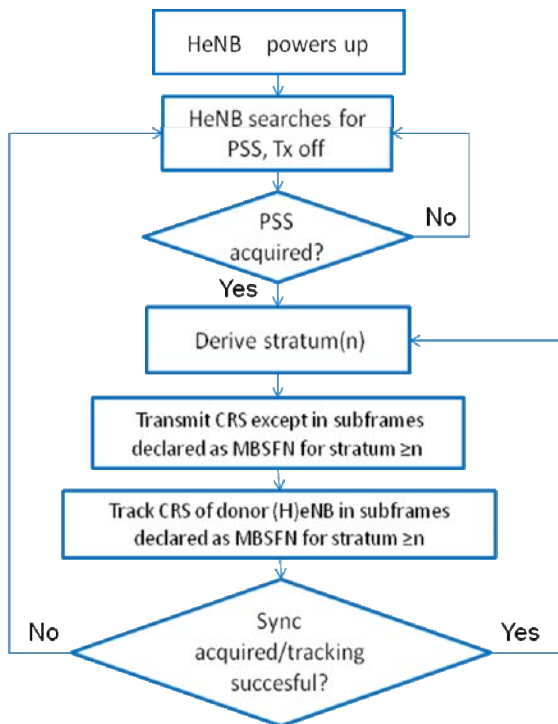 HeNB powers up
HeNB searches for
PSS, Tx off
PSS
acquired?
No
Yes
Derive stratum(n)
Transmit CRS except in subframes
declared as MBSFN for stratum ≥n
Track CRS of donor (H)eNB in subframes
declared as MBSFN for stratum ≥n
No
Sync
acquired/tracking
succesful?
Yes